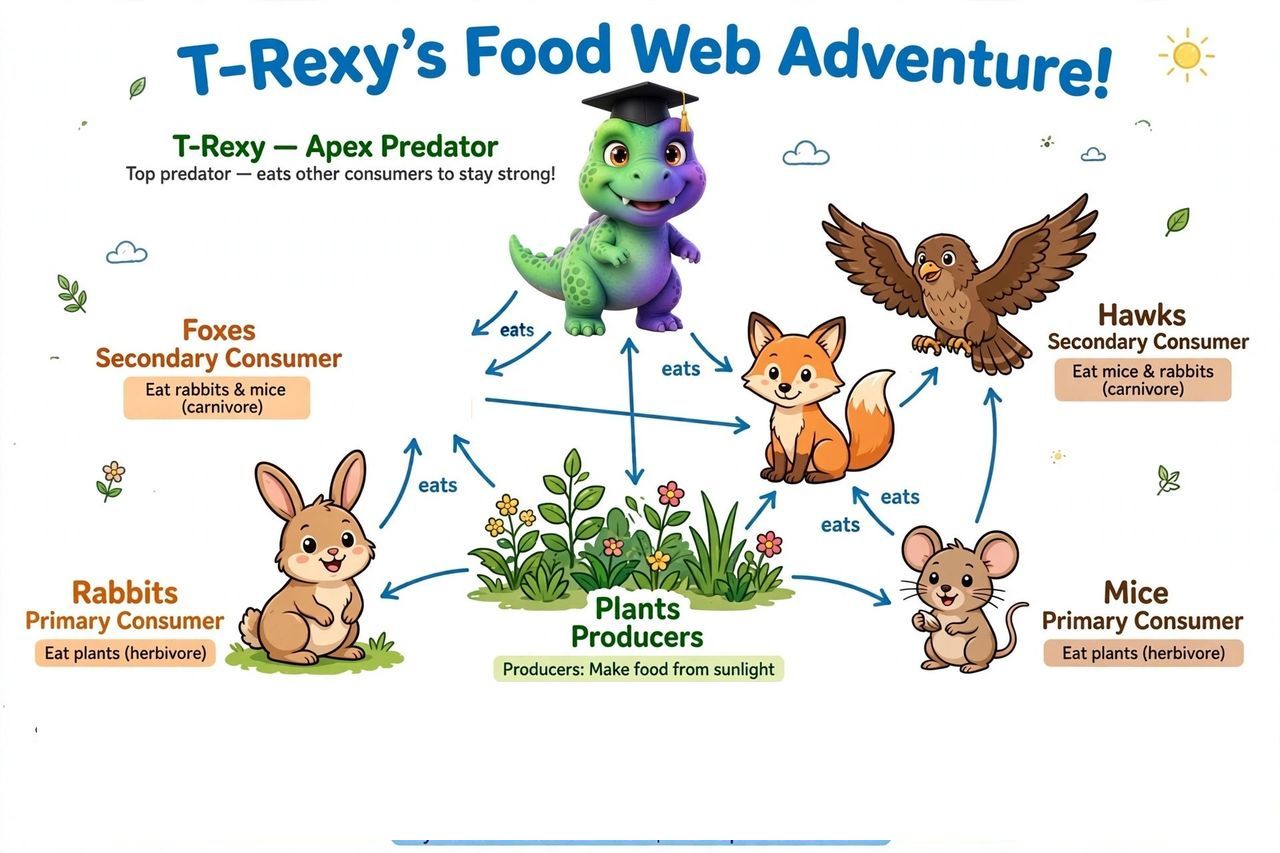 T-Rexy’s Food Web Adventure!
T-Rexy — Apex Predator
Top predator — eats other consumers to stay strong!
Foxes
Secondary Consumer
Eat rabbits & mice
(carnivore)
eats
eats
Hawks
Secondary Consumer
Eat mice & rabbits
(carnivore)
eats
eats
eats
Rabbits
Primary Consumer
Eat plants (herbivore)
Plants
Producers
Producers: Make food from sunlight
Mice
Primary Consumer
Eat plants (herbivore)